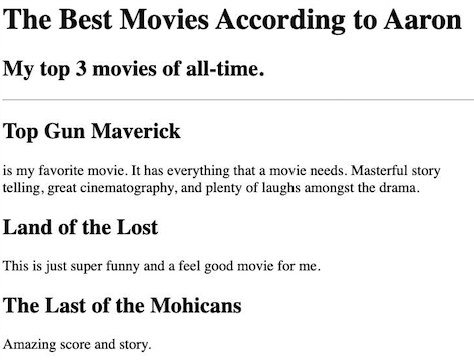 The Best Movies According to Aaron
My top 3 movies of all-time.
Top Gun Maverick
is my favorite movie. It has everything that a movie needs. Masterful story
telling, great cinematography, and plenty of laughs amongst the drama.
Land of the Lost
This is just super funny and a feel good movie for me.
The Last of the Mohicans
Amazing score and story.